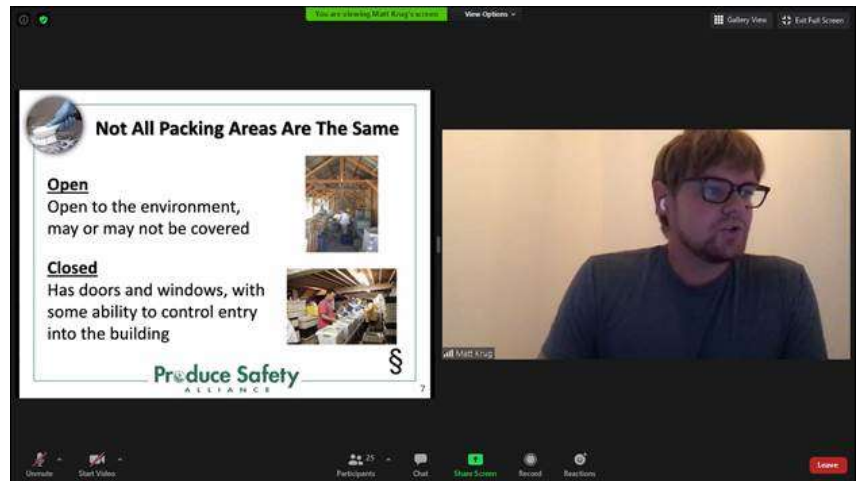 You are viewing Matt Krug's screen View Options
Gallery View Exit Full Screen
Not All Packing Areas Are The Same
Open
Open to the environment,
may or may not be covered
Closed
Has doors and windows, with
some ability to control entry
into the building
§
Produce Safety
ALLIANCE
7
Matt Krug
Unmute Start Video 25 Participants Chat Share Screen Record Reactions Leave